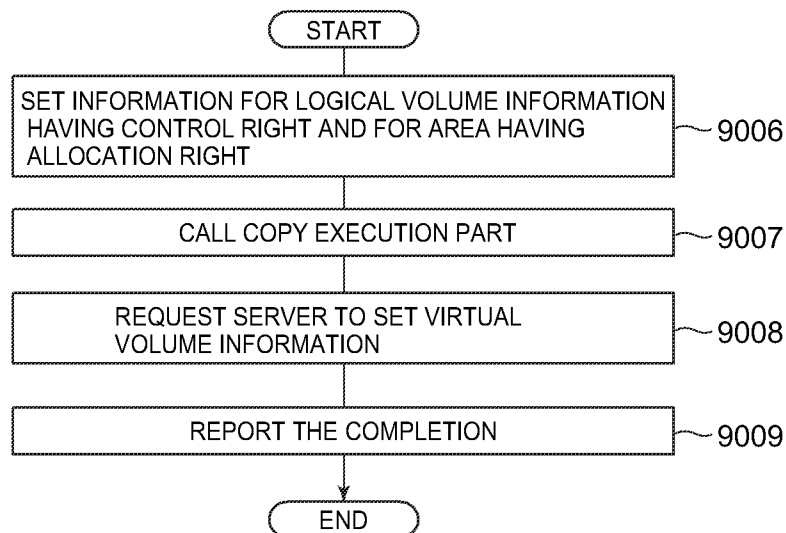 START
SET INFORMATION FOR LOGICAL VOLUME INFORMATION
HAVING CONTROL RIGHT AND FOR AREA HAVING
ALLOCATION RIGHT
9006
CALL COPY EXECUTION PART
9007
REQUEST SERVER TO SET VIRTUAL
VOLUME INFORMATION
9008
REPORT THE COMPLETION
9009
END